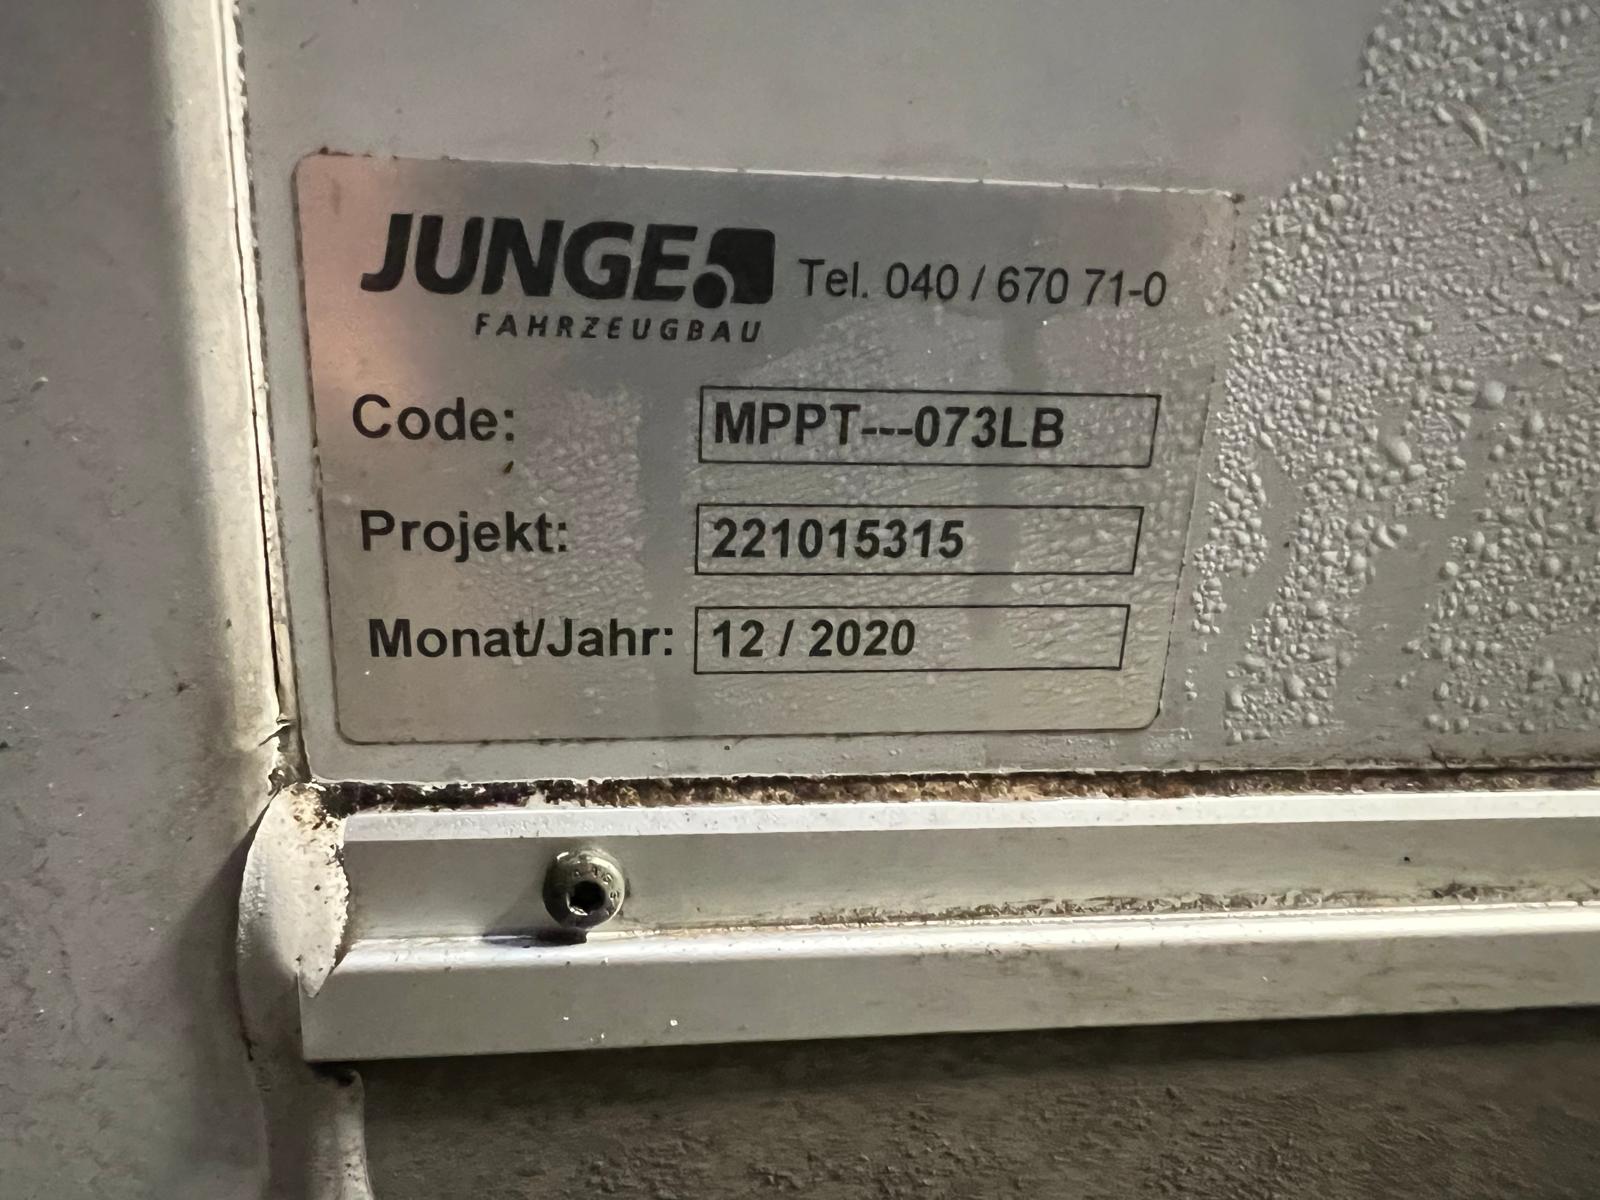 JUNGE Tel. 040 / 670 71-0
FAHRZEUGBAU
Code: MPPT---073LB
Projekt: 221015315
Monat/Jahr: 12 / 2020